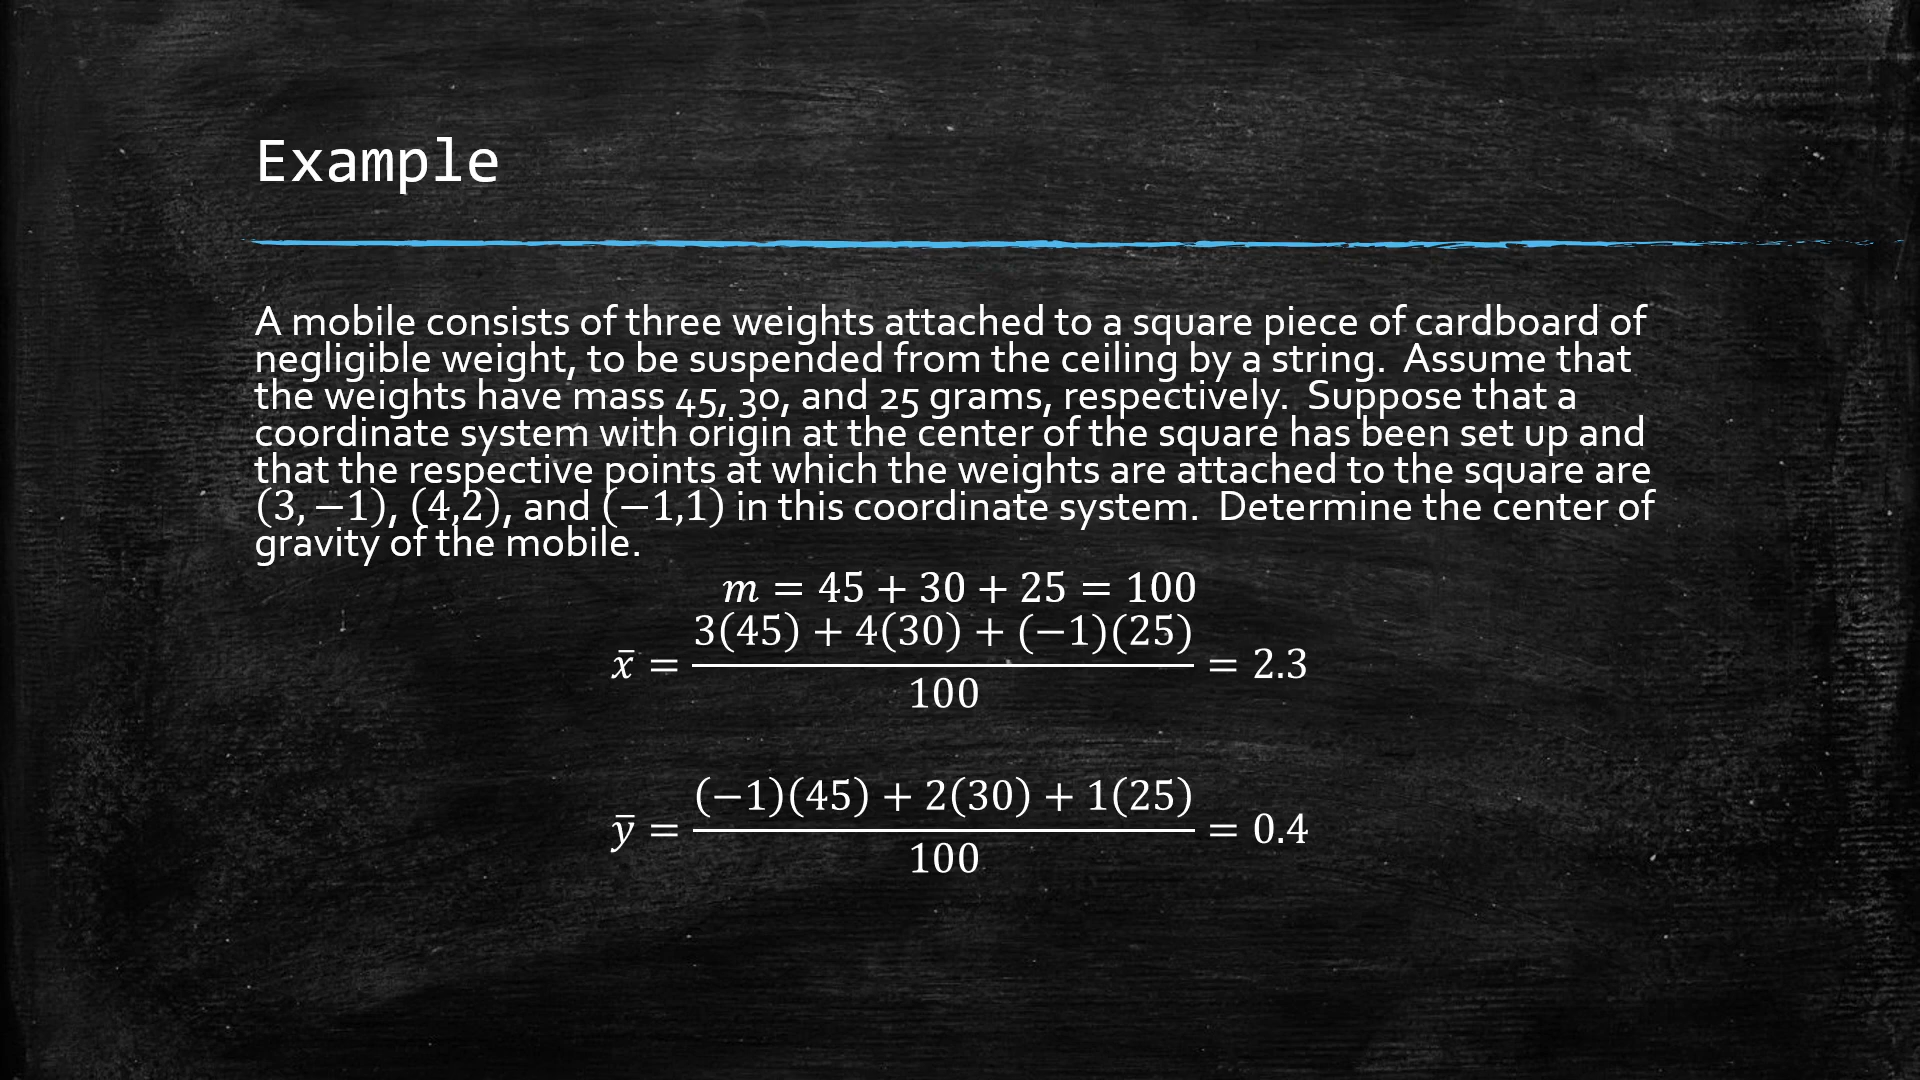 Example
A mobile consists of three weights attached to a square piece of cardboard of
negligible weight, to be suspended from the ceiling by a string.  Assume that
the weights have mass 45, 30, and 25 grams, respectively.  Suppose that a
coordinate system with origin at the center of the square has been set up and
that the respective points at which the weights are attached to the square are
(3, −1), (4,2), and (−1,1) in this coordinate system.  Determine the center of
gravity of the mobile.
m = 45 + 30 + 25 = 100
x̄ = (3(45) + 4(30) + (−1)(25)) / 100 = 2.3
ȳ = ((−1)(45) + 2(30) + 1(25)) / 100 = 0.4